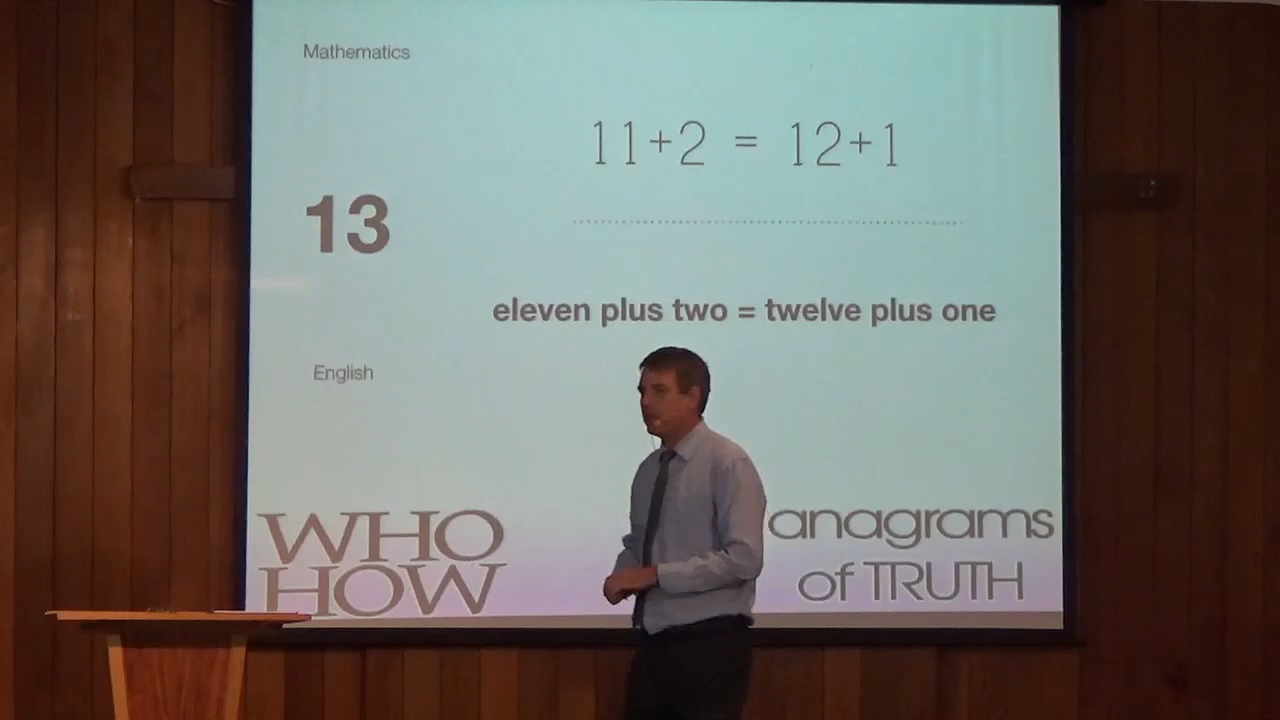 Mathematics
11+2 = 12+1
13
eleven plus two = twelve plus one
English
WHO
HOW
anagrams
of TRUTH